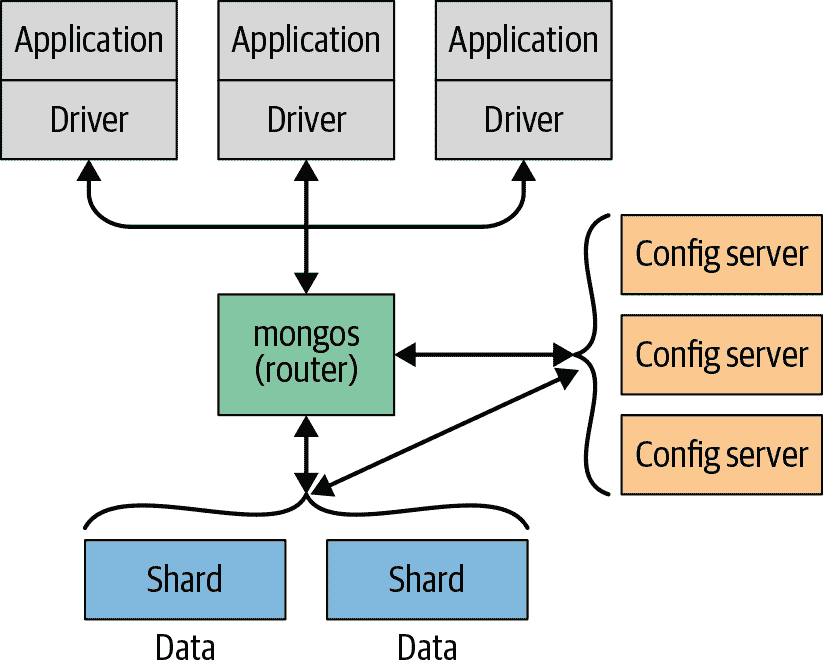 Application
Driver
Application
Driver
Application
Driver
mongos
(router)
Config server
Config server
Config server
Shard
Data
Shard
Data